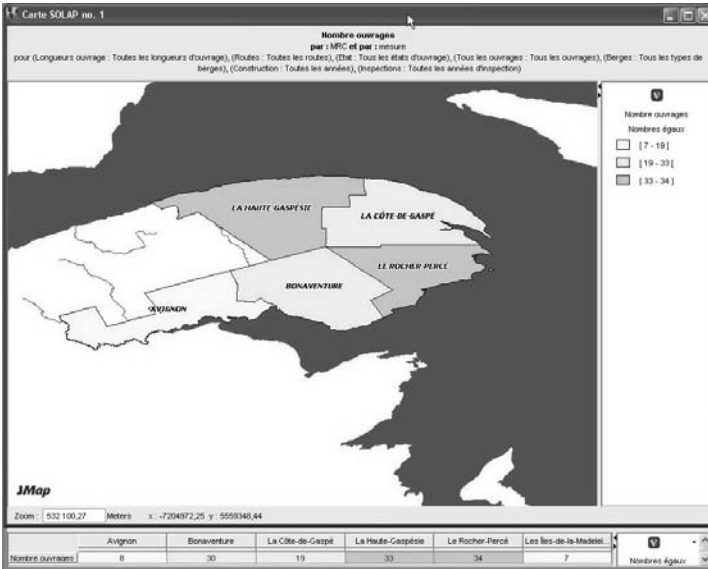 Carte SOLAP no. 1
Nombre ouvrages
par : MRC et par : mesure
pour (Longueurs ouvrage : Toutes les longueurs d'ouvrage), (Routes : Toutes les routes), (Etat : Tous les états d'ouvrage), (Tous les ouvrages : Tous les ouvrages), (Berges : Tous les types de
berges), (Construction : Toutes les années), (Inspections : Toutes les années d'inspection)
Nombre ouvrages
Nombres égaux
[ 7 - 19 [
[ 19 - 33 [
[ 33 - 34 ]
LA HAUTE-GASPÉSIE
LA CÔTE-DE-GASPÉ
LE ROCHER-PERCÉ
BONAVENTURE
AVIGNON
JMap
Zoom : 532 100,27 Meters x : -7204972,25 y : 5559348,44
Avignon Bonaventure La Côte-de-Gaspé La Haute-Gaspésie Le Rocher-Percé Les Îles-de-la-Madelei...
Nombre ouvrages 8 30 19 33 34 7
Nombres égaux